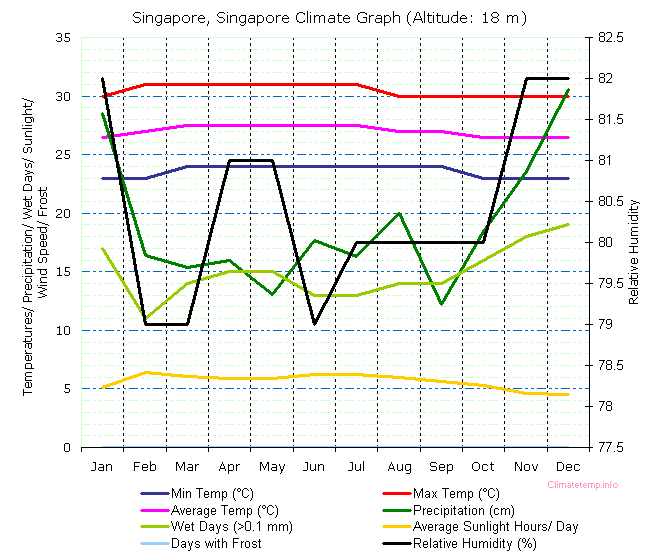 Singapore, Singapore Climate Graph (Altitude: 18 m)
Temperatures/ Precipitation/ Wet Days/ Sunlight/
Wind Speed/ Frost
35
30
25
20
15
10
5
0
82.5
82
81.5
81
80.5
80
79.5
79
78.5
78
77.5
Relative Humidity
Jan Feb Mar Apr May Jun Jul Aug Sep Oct Nov Dec
Climatetemp.info
Min Temp (°C) Max Temp (°C)
Average Temp (°C) Precipitation (cm)
Wet Days (>0.1 mm) Average Sunlight Hours/ Day
Days with Frost Relative Humidity (%)